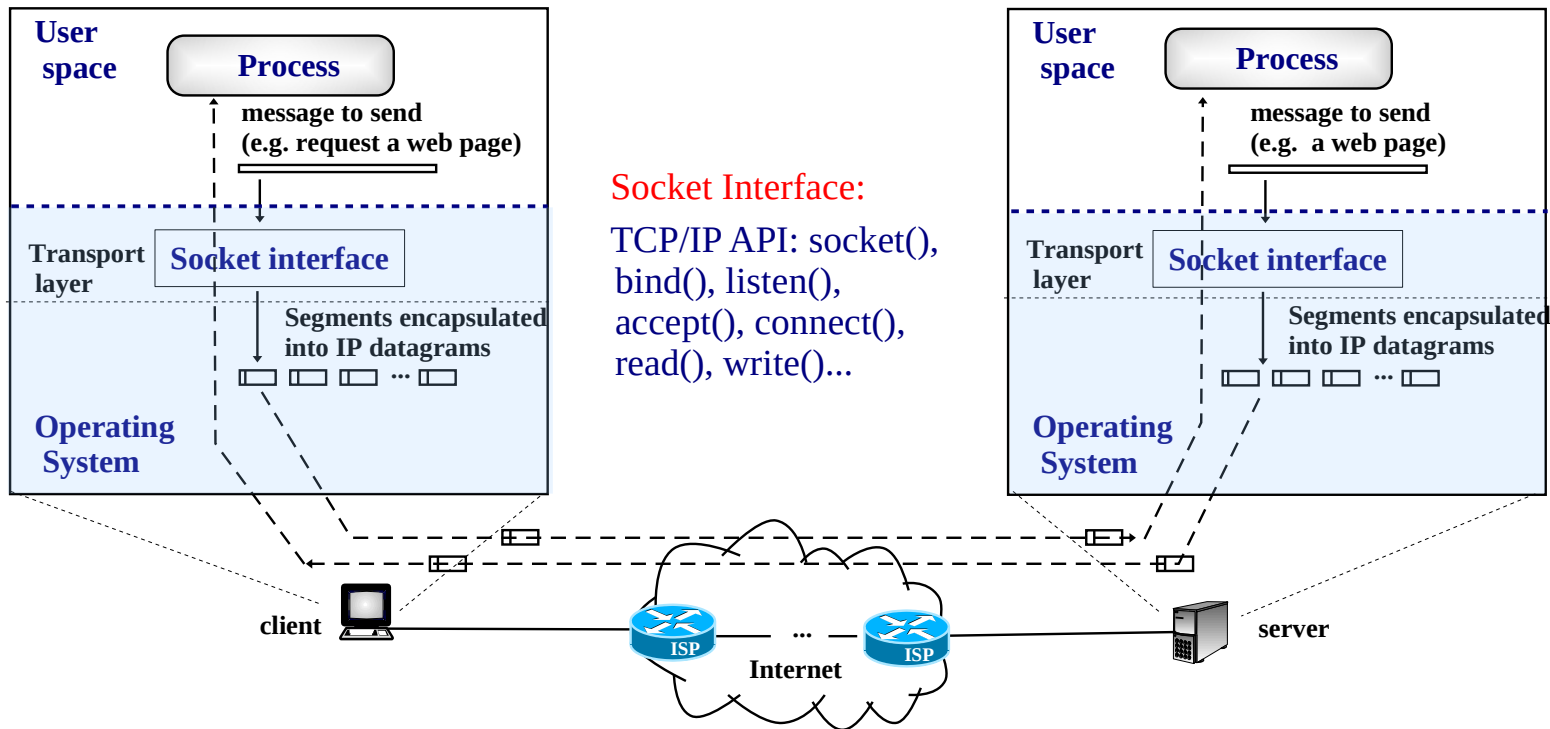 User
space
Process
message to send
(e.g. request a web page)
Transport
layer
Socket interface
Segments encapsulated
into IP datagrams
...
Operating
System
Socket Interface:
TCP/IP API: socket(),
bind(), listen(),
accept(), connect(),
read(), write()...
User
space
Process
message to send
(e.g. a web page)
Transport
layer
Socket interface
Segments encapsulated
into IP datagrams
...
Operating
System
client
ISP
...
ISP
Internet
server